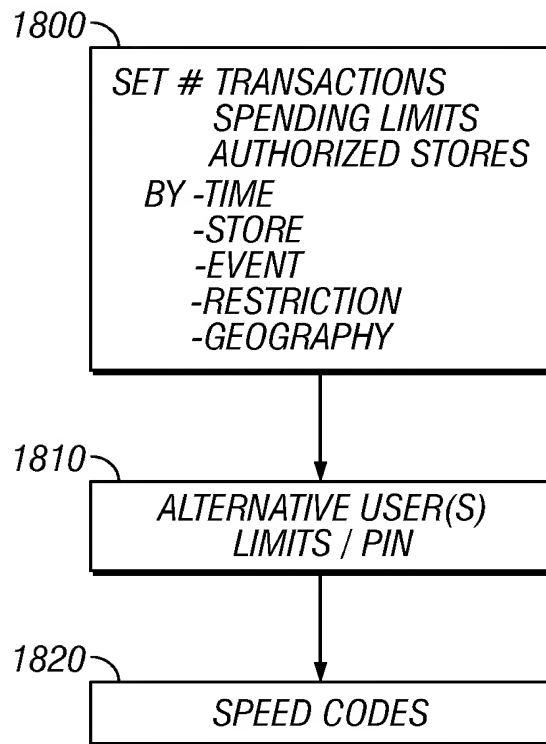 1800
SET # TRANSACTIONS
SPENDING LIMITS
AUTHORIZED STORES
BY -TIME
-STORE
-EVENT
-RESTRICTION
-GEOGRAPHY
1810
ALTERNATIVE USER(S)
LIMITS / PIN
1820
SPEED CODES